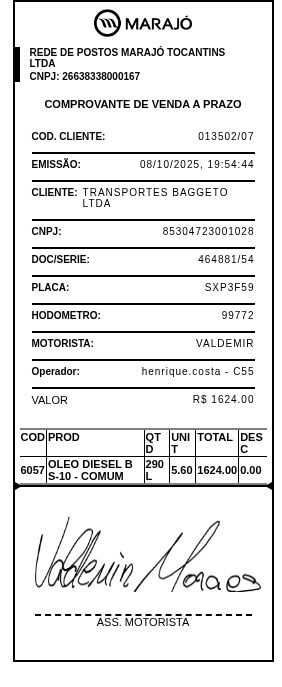 MARAJÓ
REDE DE POSTOS MARAJÓ TOCANTINS
LTDA
CNPJ: 26638338000167
COMPROVANTE DE VENDA A PRAZO
COD. CLIENTE: 013502/07
EMISSÃO: 08/10/2025, 19:54:44
CLIENTE: TRANSPORTES BAGGETO
LTDA
CNPJ: 85304723001028
DOC/SERIE: 464881/54
PLACA: SXP3F59
HODOMETRO: 99772
MOTORISTA: VALDEMIR
Operador: henrique.costa - C55
VALOR R$ 1624.00
COD PROD QT UNI TOTAL DES
D T C
6057 OLEO DIESEL B 290 5.60 1624.00 0.00
S-10 - COMUM L
Valdemir Moraes
ASS. MOTORISTA